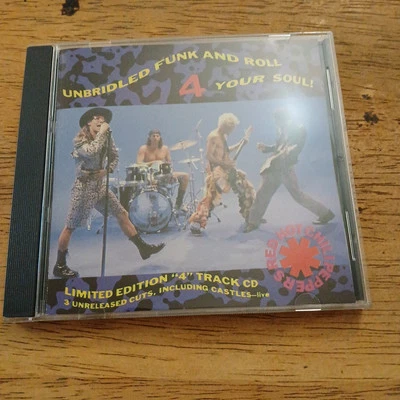 UNBRIDLED FUNK AND ROLL
4 YOUR SOUL!
RED HOT CHILI PEPPERS
LIMITED EDITION "4" TRACK CD
3 UNRELEASED CUTS, INCLUDING CASTLES—live